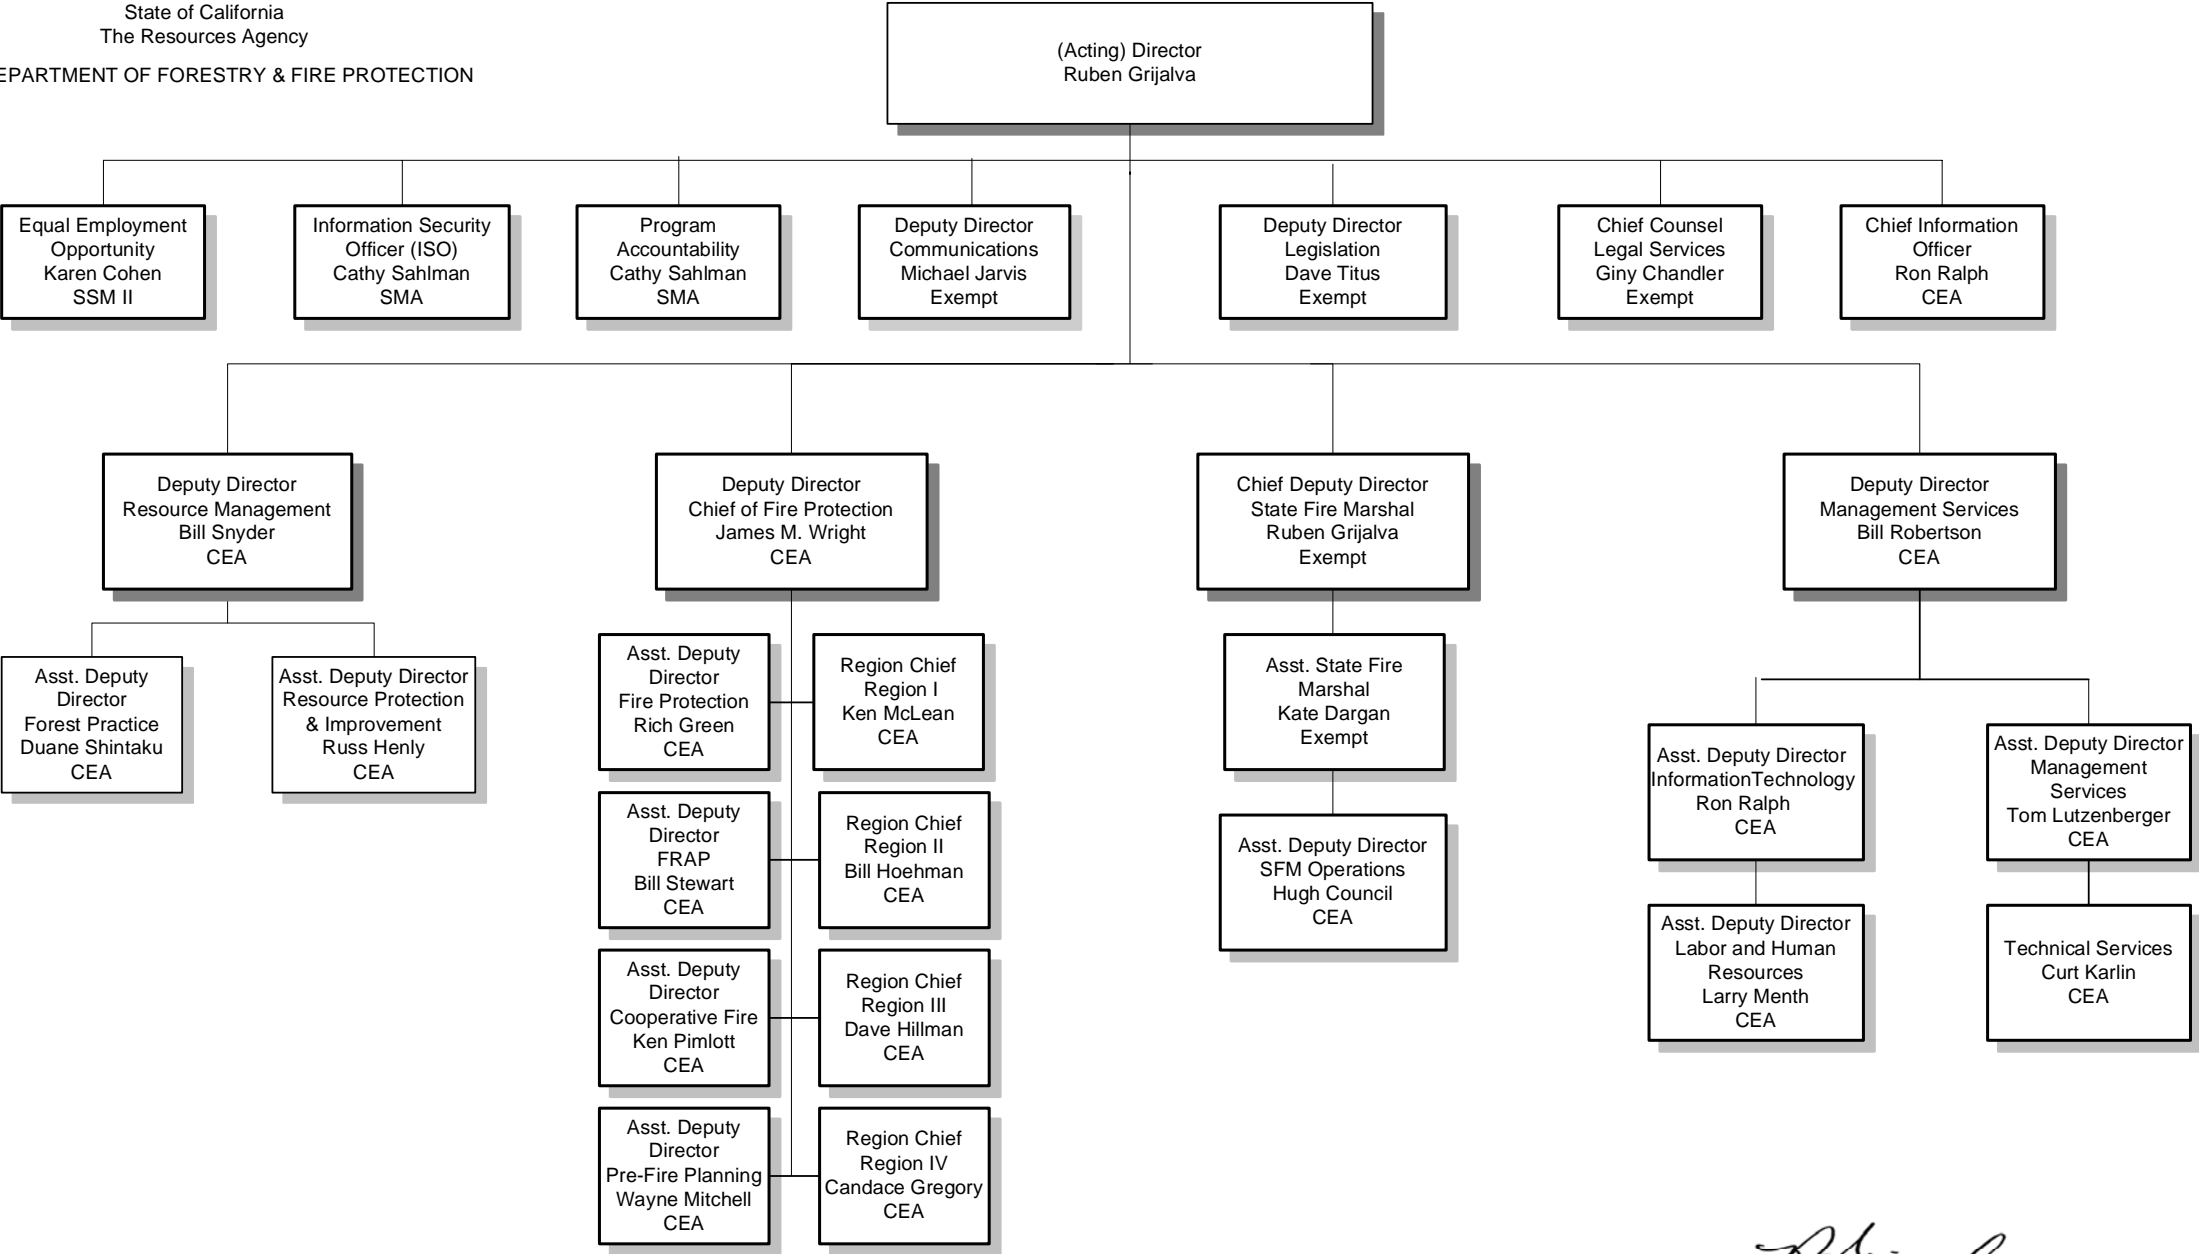 State of California
The Resources Agency
EPARTMENT OF FORESTRY & FIRE PROTECTION
(Acting) Director
Ruben Grijalva
Equal Employment
Opportunity
Karen Cohen
SSM II
Information Security
Officer (ISO)
Cathy Sahlman
SMA
Program
Accountability
Cathy Sahlman
SMA
Deputy Director
Communications
Michael Jarvis
Exempt
Deputy Director
Legislation
Dave Titus
Exempt
Chief Counsel
Legal Services
Giny Chandler
Exempt
Chief Information
Officer
Ron Ralph
CEA
Deputy Director
Resource Management
Bill Snyder
CEA
Deputy Director
Chief of Fire Protection
James M. Wright
CEA
Chief Deputy Director
State Fire Marshal
Ruben Grijalva
Exempt
Deputy Director
Management Services
Bill Robertson
CEA
Asst. Deputy
Director
Forest Practice
Duane Shintaku
CEA
Asst. Deputy Director
Resource Protection
& Improvement
Russ Henly
CEA
Asst. Deputy
Director
Fire Protection
Rich Green
CEA
Region Chief
Region I
Ken McLean
CEA
Asst. Deputy
Director
FRAP
Bill Stewart
CEA
Region Chief
Region II
Bill Hoehman
CEA
Asst. Deputy
Director
Cooperative Fire
Ken Pimlott
CEA
Region Chief
Region III
Dave Hillman
CEA
Asst. Deputy
Director
Pre-Fire Planning
Wayne Mitchell
CEA
Region Chief
Region IV
Candace Gregory
CEA
Asst. State Fire
Marshal
Kate Dargan
Exempt
Asst. Deputy Director
SFM Operations
Hugh Council
CEA
Asst. Deputy Director
InformationTechnology
Ron Ralph
CEA
Asst. Deputy Director
Management
Services
Tom Lutzenberger
CEA
Asst. Deputy Director
Labor and Human
Resources
Larry Menth
CEA
Technical Services
Curt Karlin
CEA